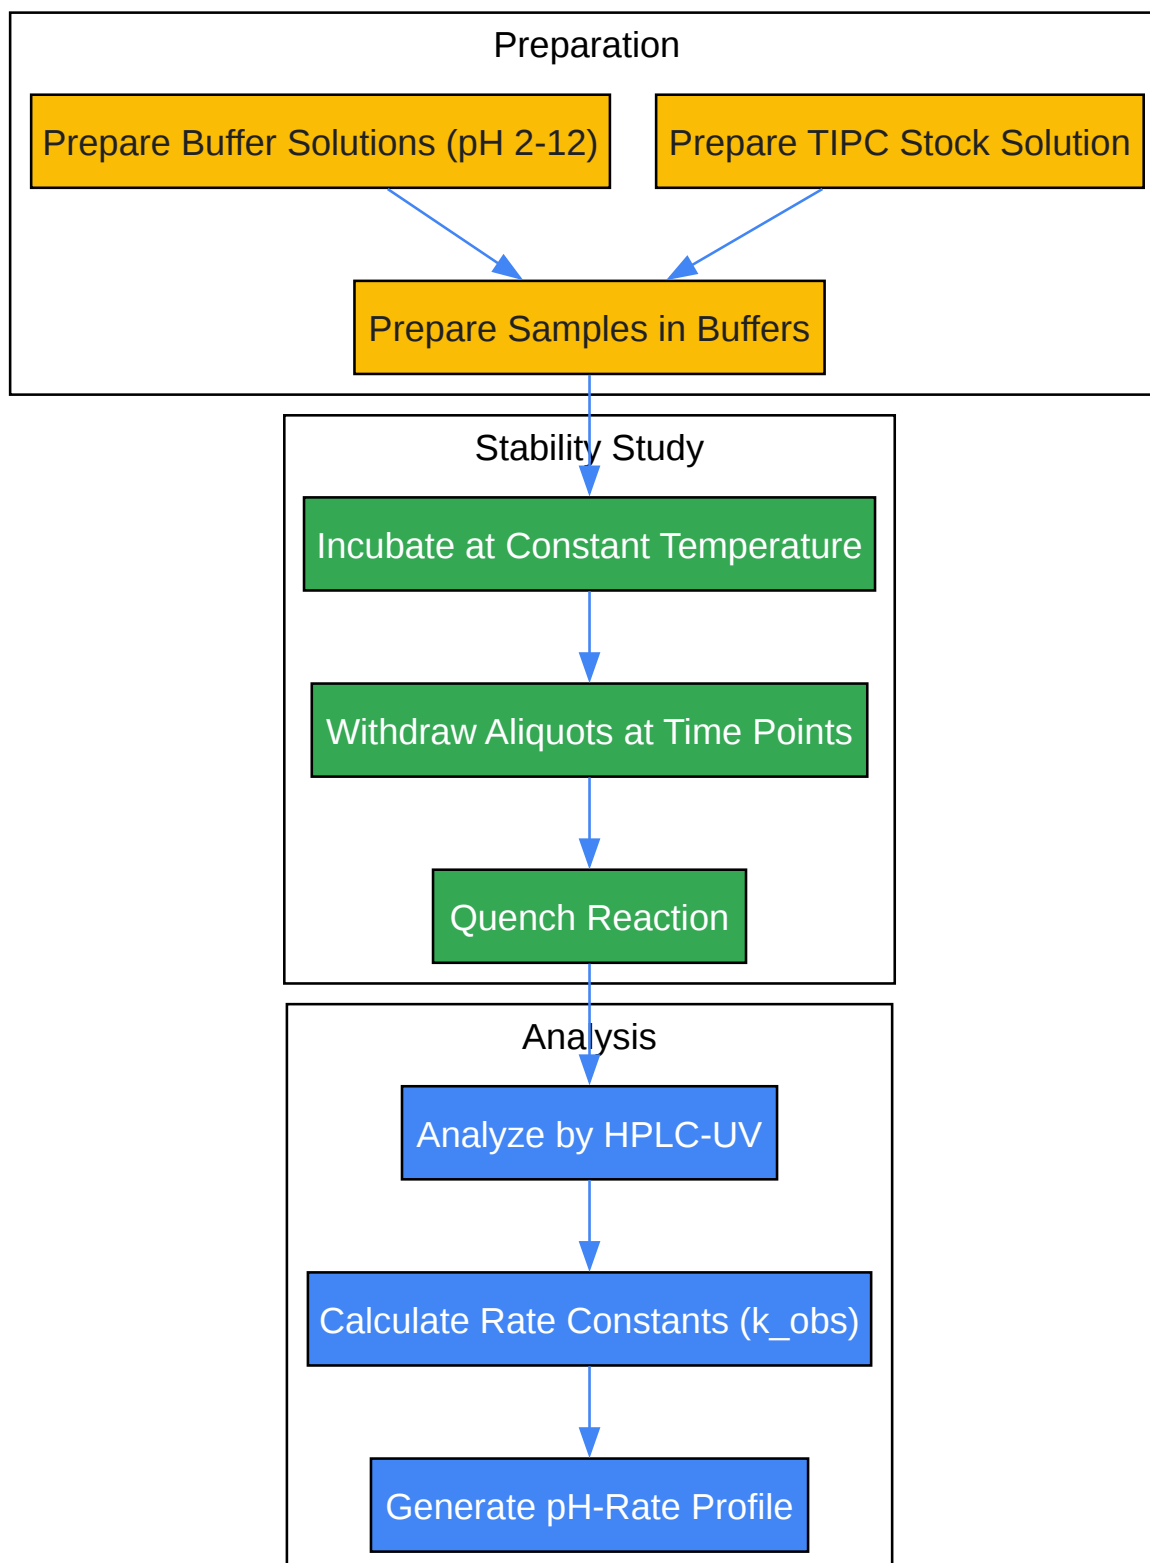 Preparation
Prepare Buffer Solutions (pH 2-12)
Prepare TIPC Stock Solution
Prepare Samples in Buffers
Stability Study
Incubate at Constant Temperature
Withdraw Aliquots at Time Points
Quench Reaction
Analysis
Analyze by HPLC-UV
Calculate Rate Constants (k_obs)
Generate pH-Rate Profile